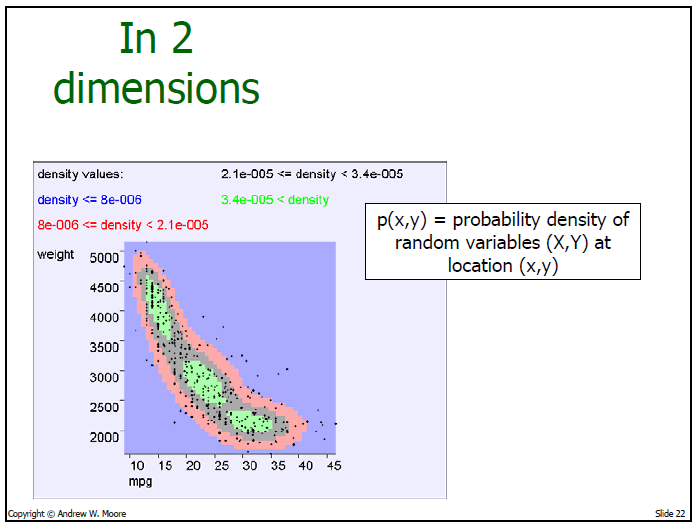 In 2
dimensions
density values:
2.1e-005 <= density < 3.4e-005
density <= 8e-006
3.4e-005 < density
8e-006 <= density < 2.1e-005
p(x,y) = probability density of
random variables (X,Y) at
location (x,y)
weight
5000
4500
4000
3500
3000
2500
2000
10 15 20 25 30 35 40 45
mpg
Copyright © Andrew W. Moore
Slide 22